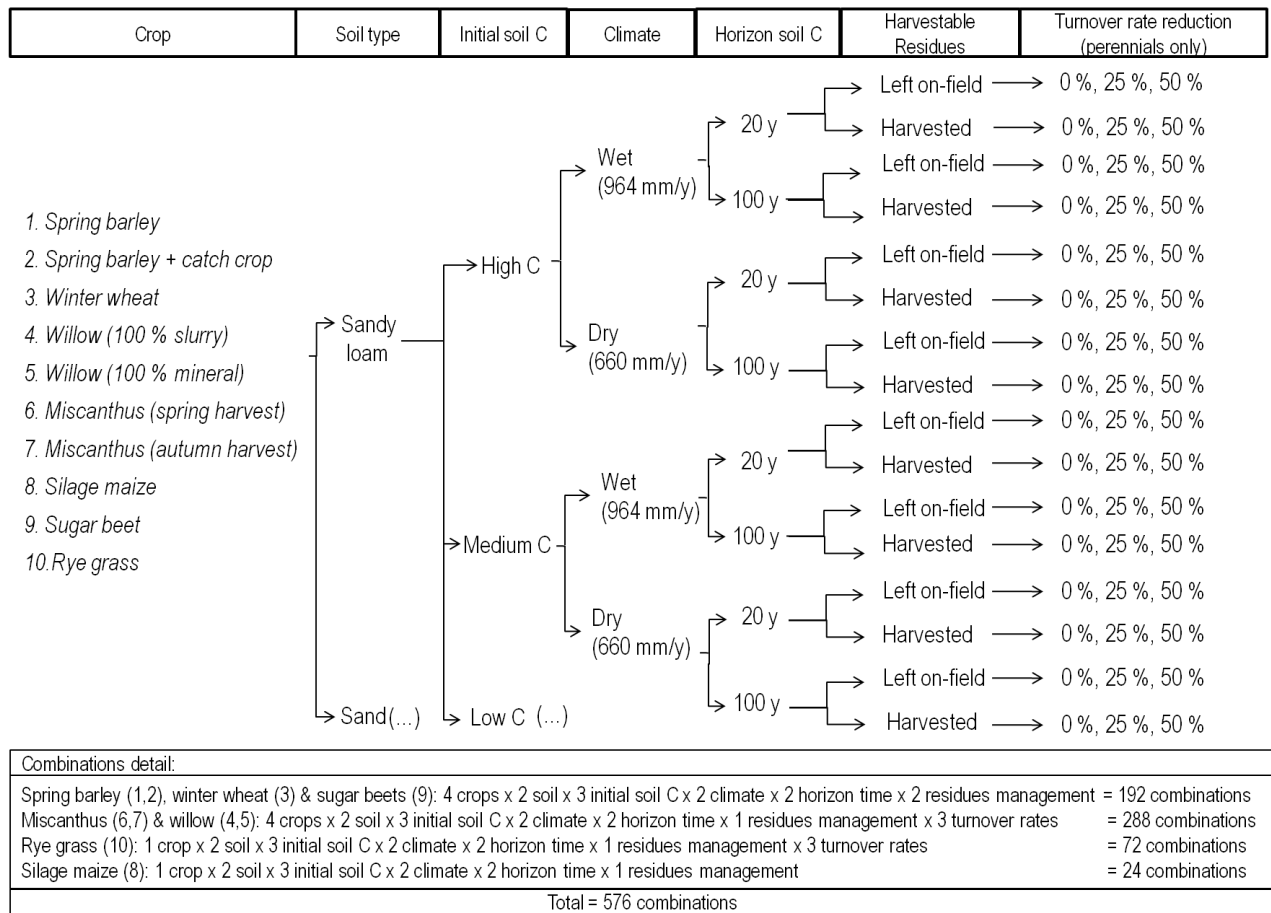 Crop
Soil type
Initial soil C
Climate
Horizon soil C
Harvestable
Residues
Turnover rate reduction
(perennials only)
1. Spring barley
2. Spring barley + catch crop
3. Winter wheat
4. Willow (100 % slurry)
5. Willow (100 % mineral)
6. Miscanthus (spring harvest)
7. Miscanthus (autumn harvest)
8. Silage maize
9. Sugar beet
10. Rye grass
Sandy
loam
Sand (...)
High C
Medium C
Low C (...)
Wet
(964 mm/y)
Dry
(660 mm/y)
Wet
(964 mm/y)
Dry
(660 mm/y)
20 y
100 y
20 y
100 y
20 y
100 y
20 y
100 y
Left on-field 0 %, 25 %, 50 %
Harvested 0 %, 25 %, 50 %
Left on-field 0 %, 25 %, 50 %
Harvested 0 %, 25 %, 50 %
Left on-field 0 %, 25 %, 50 %
Harvested 0 %, 25 %, 50 %
Left on-field 0 %, 25 %, 50 %
Harvested 0 %, 25 %, 50 %
Left on-field 0 %, 25 %, 50 %
Harvested 0 %, 25 %, 50 %
Left on-field 0 %, 25 %, 50 %
Harvested 0 %, 25 %, 50 %
Left on-field 0 %, 25 %, 50 %
Harvested 0 %, 25 %, 50 %
Left on-field 0 %, 25 %, 50 %
Harvested 0 %, 25 %, 50 %
Combinations detail:
Spring barley (1,2), winter wheat (3) & sugar beets (9): 4 crops x 2 soil x 3 initial soil C x 2 climate x 2 horizon time x 2 residues management = 192 combinations
Miscanthus (6,7) & willow (4,5): 4 crops x 2 soil x 3 initial soil C x 2 climate x 2 horizon time x 1 residues management x 3 turnover rates = 288 combinations
Rye grass (10): 1 crop x 2 soil x 3 initial soil C x 2 climate x 2 horizon time x 1 residues management x 3 turnover rates = 72 combinations
Silage maize (8): 1 crop x 2 soil x 3 initial soil C x 2 climate x 2 horizon time x 1 residues management = 24 combinations
Total = 576 combinations